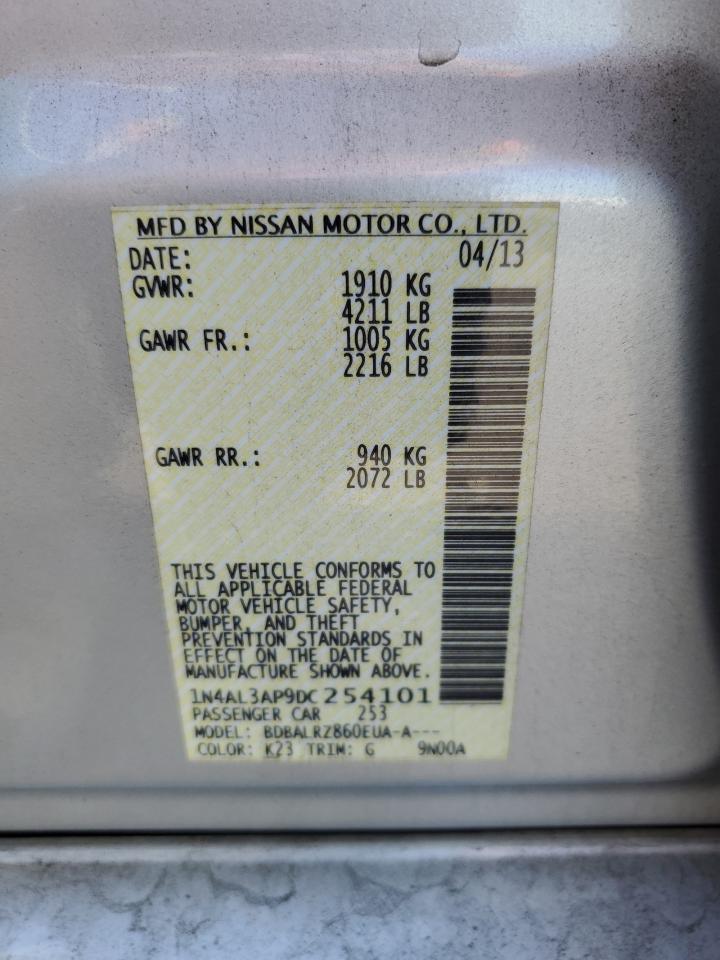 MFD BY NISSAN MOTOR CO., LTD.
DATE: 04/13
GVWR: 1910 KG
4211 LB
GAWR FR.: 1005 KG
2216 LB
GAWR RR.: 940 KG
2072 LB
THIS VEHICLE CONFORMS TO
ALL APPLICABLE FEDERAL
MOTOR VEHICLE SAFETY,
BUMPER, AND THEFT
PREVENTION STANDARDS IN
EFFECT ON THE DATE OF
MANUFACTURE SHOWN ABOVE.
1N4AL3AP9DC254101
PASSENGER CAR 253
MODEL: BDBALRZ860EUA-A---
COLOR: K23 TRIM: G 9N00A